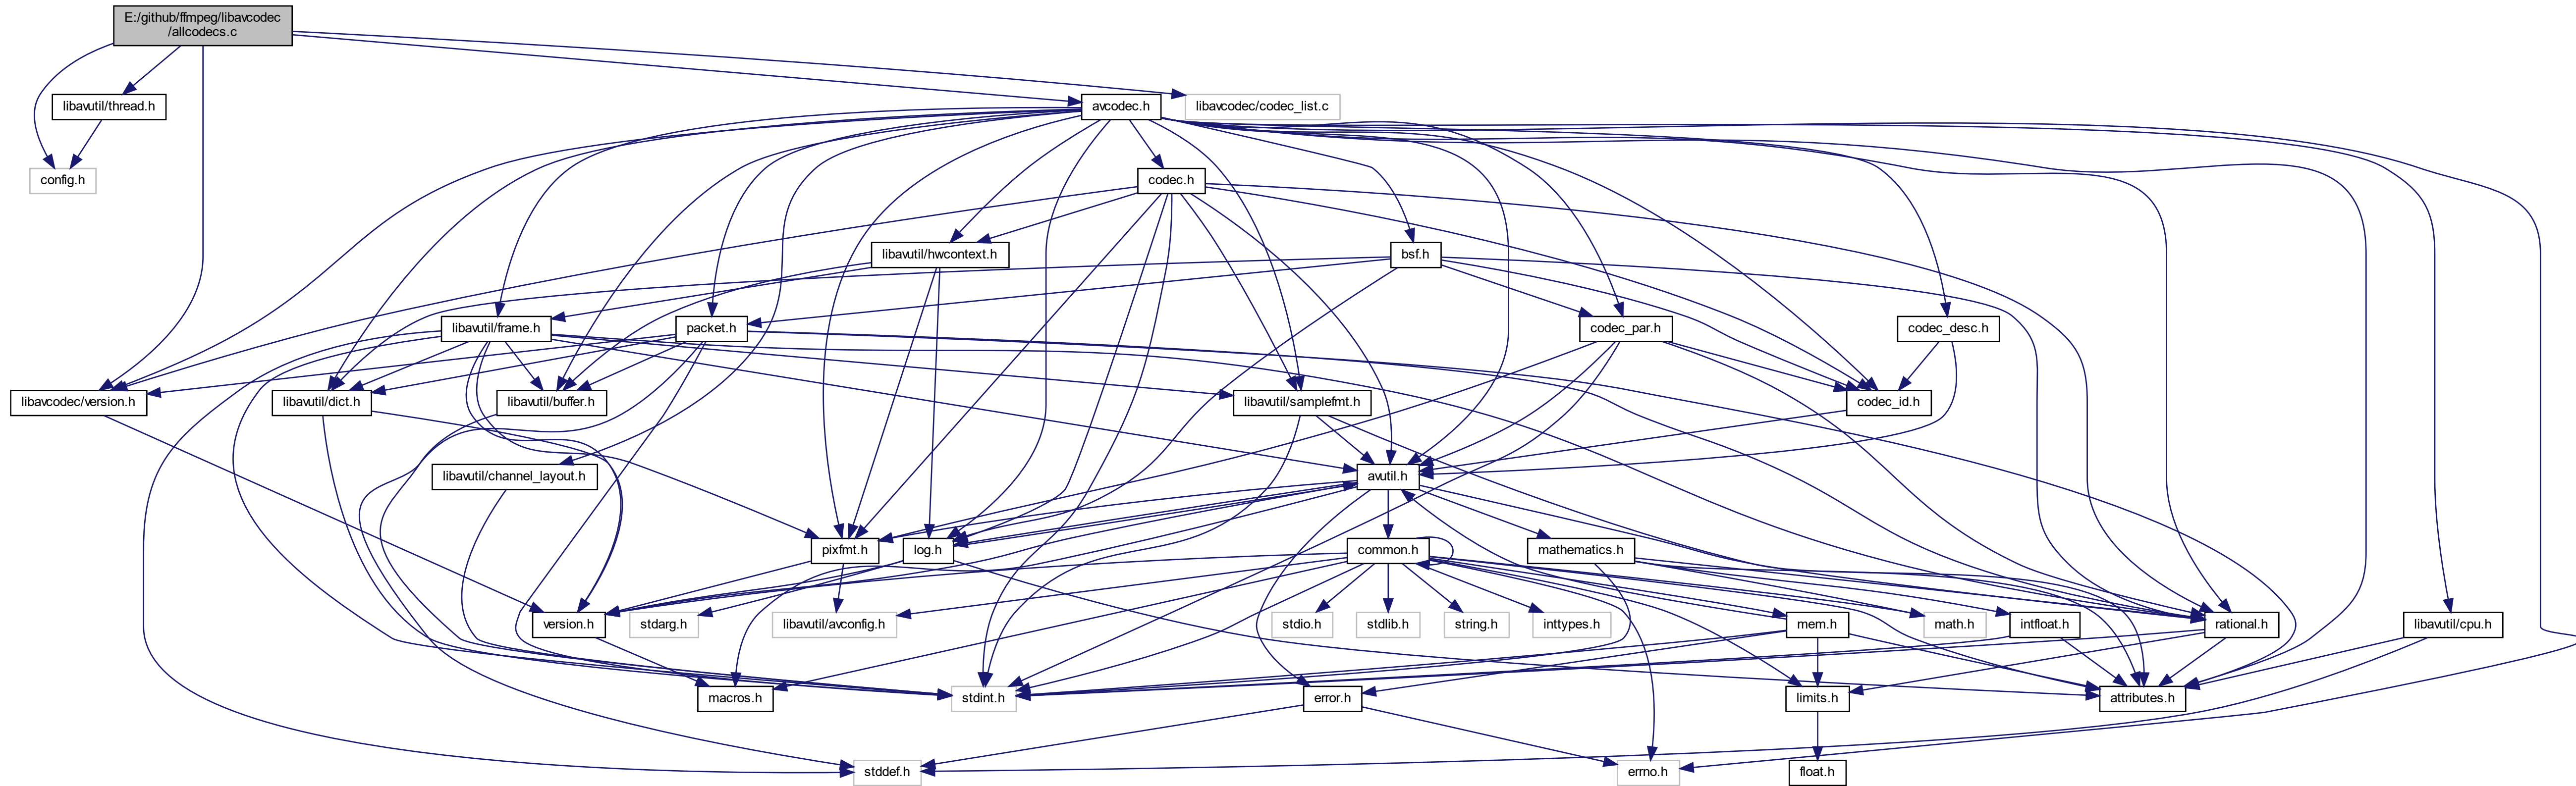 E:/github/ffmpeg/libavcodec
/allcodecs.c
libavutil/thread.h
avcodec.h
libavcodec/codec_list.c
config.h
codec.h
libavutil/hwcontext.h
bsf.h
libavutil/frame.h
packet.h
codec_par.h
codec_desc.h
libavcodec/version.h
libavutil/dict.h
libavutil/buffer.h
libavutil/samplefmt.h
codec_id.h
libavutil/channel_layout.h
avutil.h
pixfmt.h
log.h
common.h
mathematics.h
version.h
stdarg.h
libavutil/avconfig.h
stdio.h
stdlib.h
string.h
inttypes.h
mem.h
math.h
intfloat.h
rational.h
libavutil/cpu.h
macros.h
stdint.h
error.h
limits.h
attributes.h
stddef.h
errno.h
float.h